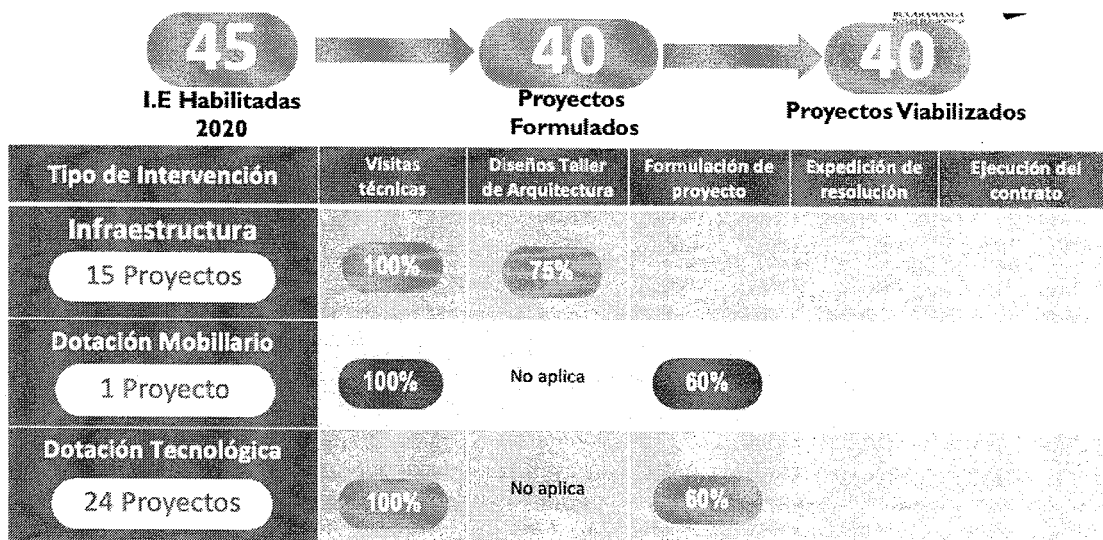 BUCARAMANGA
45
40
40
I.E Habilitadas
2020
Proyectos
Formulados
Proyectos Viabilizados
Tipo de Intervención
Visitas
técnicas
Diseños Taller
de Arquitectura
Formulación de
proyecto
Expedición de
resolución
Ejecución del
contrato
Infraestructura
15 Proyectos
100%
75%
Dotación Mobiliario
1 Proyecto
100%
No aplica
60%
Dotación Tecnológica
24 Proyectos
100%
No aplica
60%